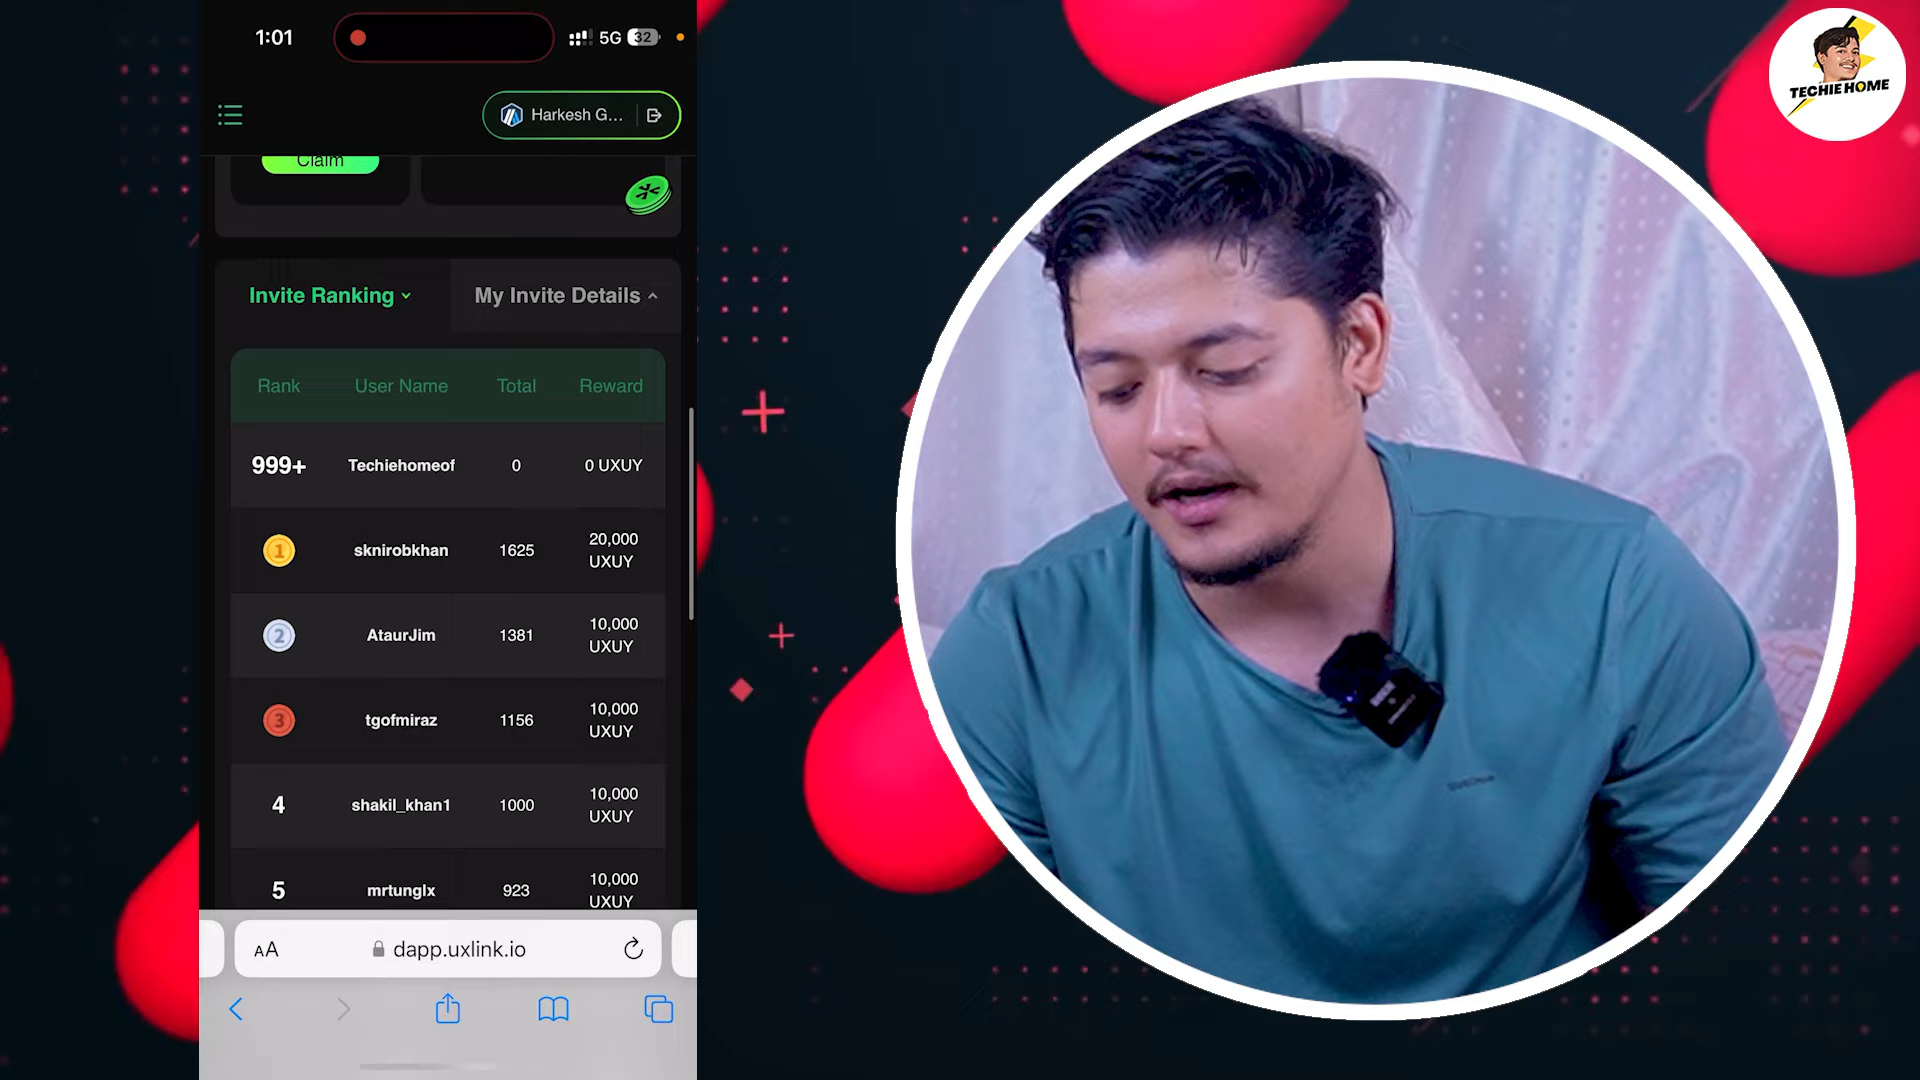 1:01
5G 32
Harkesh G...
Claim
Invite Ranking
My Invite Details
Rank User Name Total Reward
999+ Techiehomeof 0 0 UXUY
1 sknirobkhan 1625 20,000 UXUY
2 AtaurJim 1381 10,000 UXUY
3 tgofmiraz 1156 10,000 UXUY
4 shakil_khan1 1000 10,000 UXUY
5 mrtunglx 923 10,000 UXUY
AA dapp.uxlink.io
TECHIE HOME